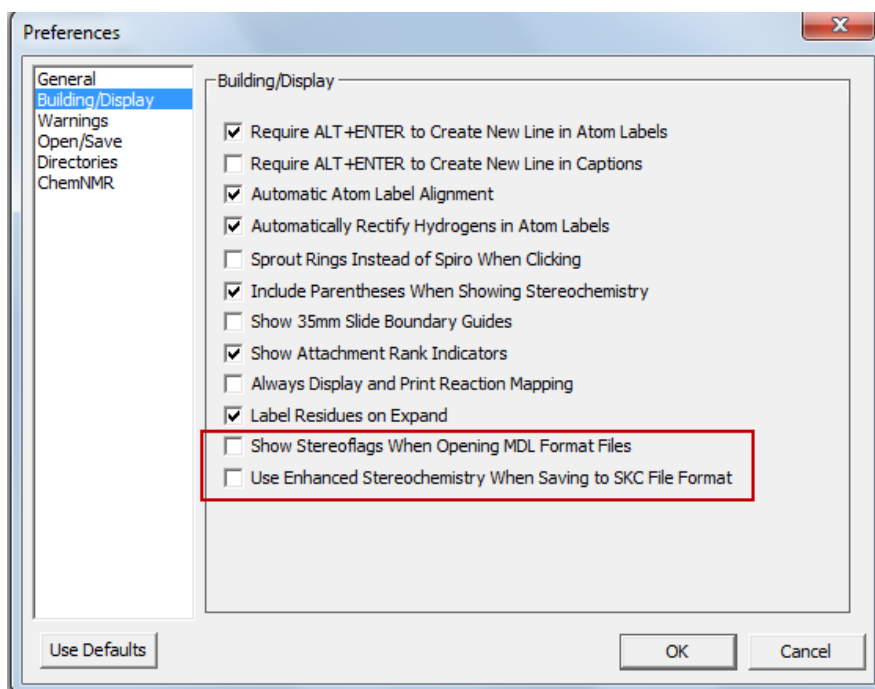 Preferences
X
General
Building/Display
Warnings
Open/Save
Directories
ChemNMR
Building/Display
Require ALT+ENTER to Create New Line in Atom Labels
Require ALT+ENTER to Create New Line in Captions
Automatic Atom Label Alignment
Automatically Rectify Hydrogens in Atom Labels
Sprout Rings Instead of Spiro When Clicking
Include Parentheses When Showing Stereochemistry
Show 35mm Slide Boundary Guides
Show Attachment Rank Indicators
Always Display and Print Reaction Mapping
Label Residues on Expand
Show Stereoflags When Opening MDL Format Files
Use Enhanced Stereochemistry When Saving to SKC File Format
Use Defaults
OK
Cancel